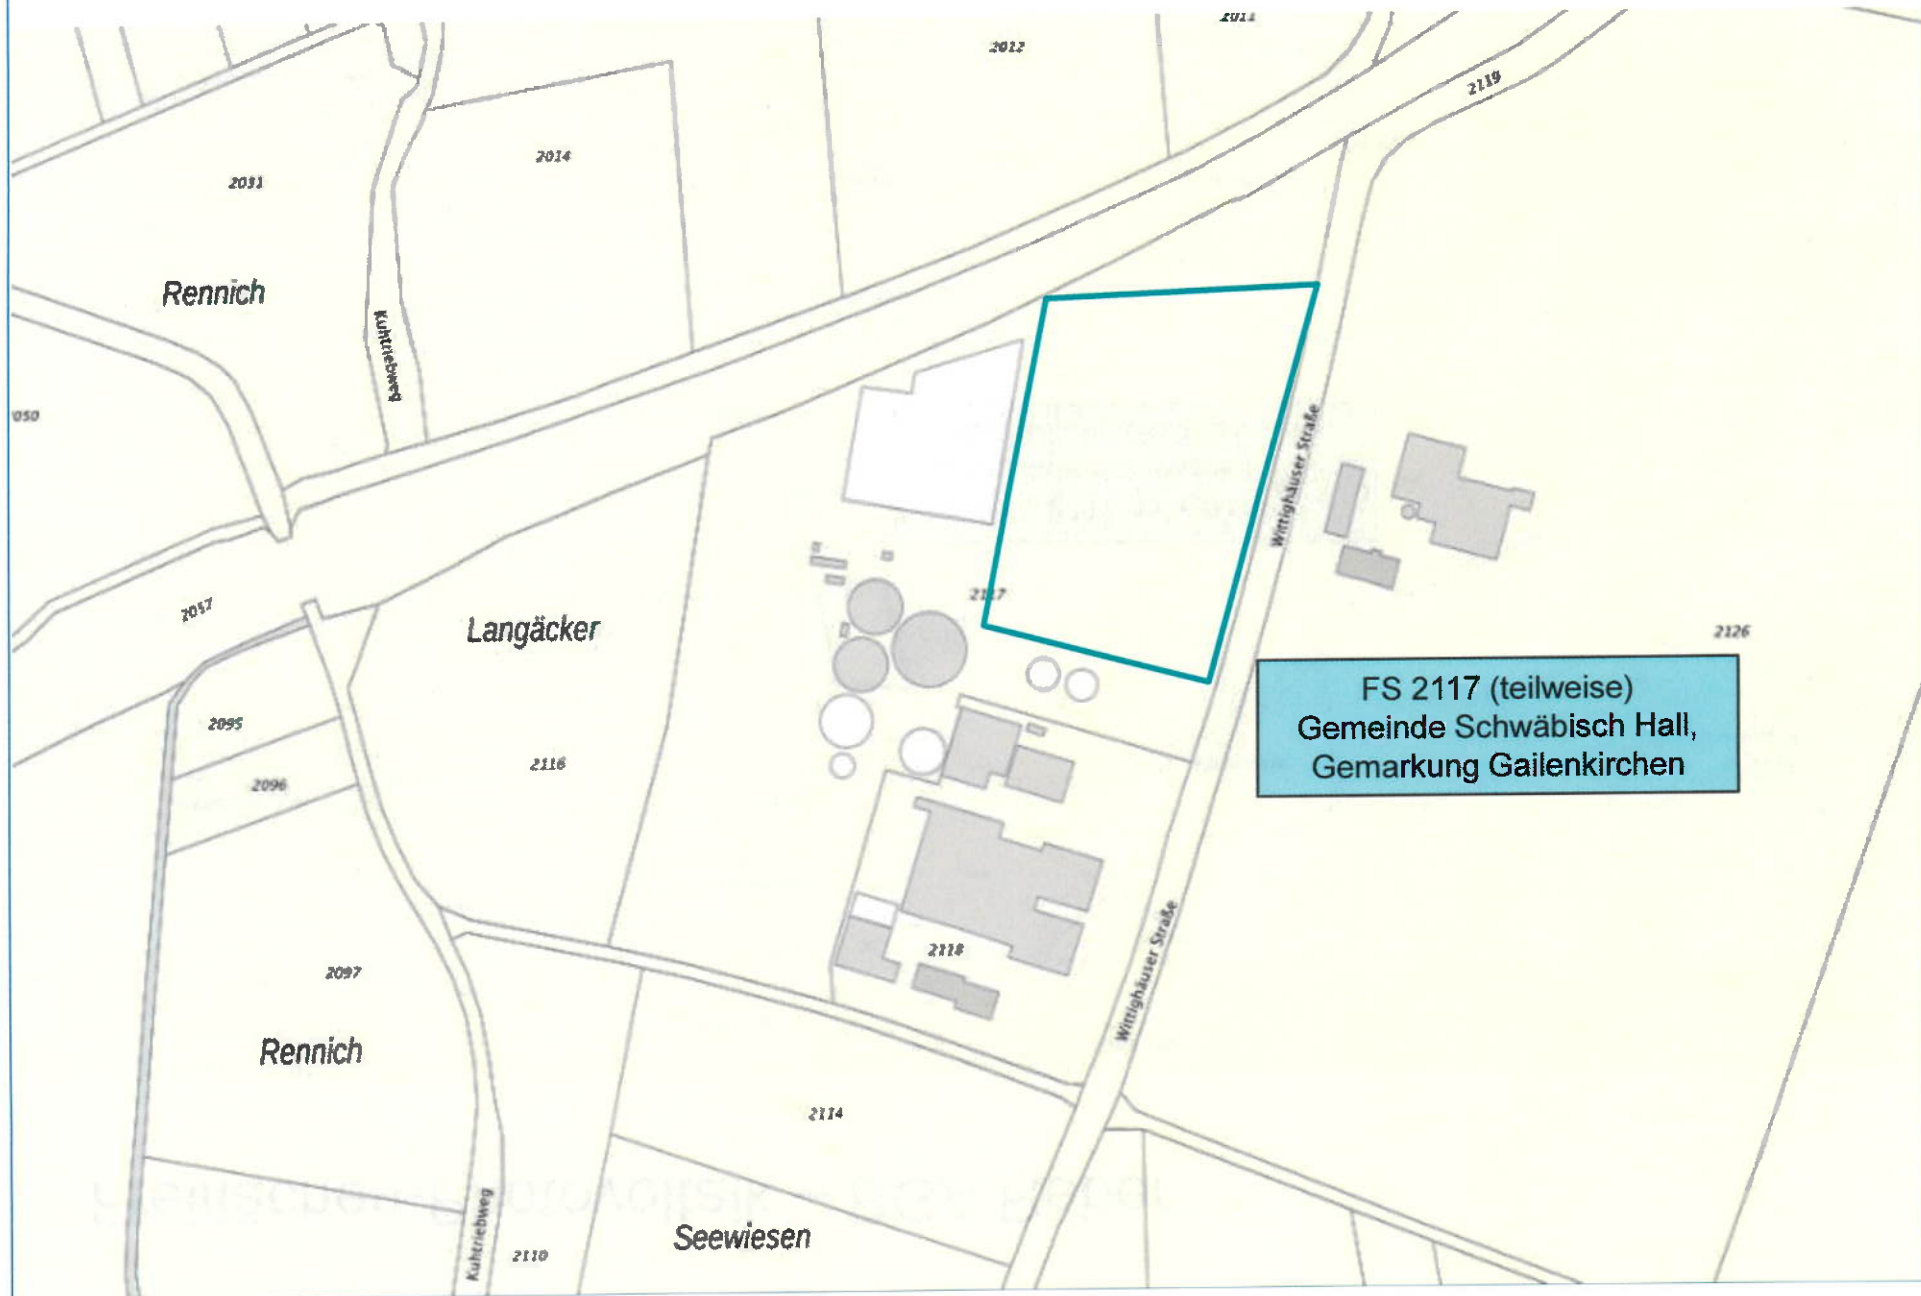 2011
2012
2119
2014
2031
Rennich
Kuhtriebweg
Wittighäuser Straße
2117
2057
Langäcker
2126
FS 2117 (teilweise)
Gemeinde Schwäbisch Hall,
Gemarkung Gailenkirchen
2095
2116
2096
2118
Wittighäuser Straße
2097
Rennich
2114
Kuhtriebweg
2110
Seewiesen